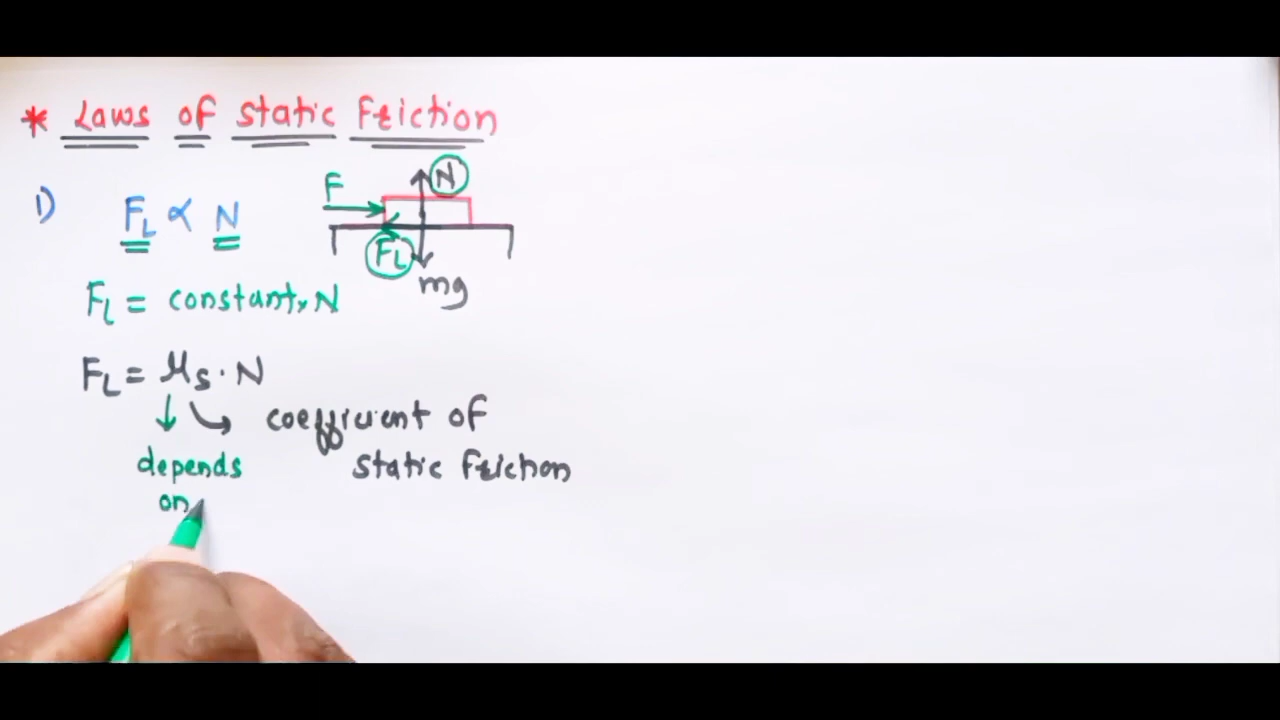 * Laws of Static Friction
1) FL ∝ N
F
N
FL
mg
FL = constant × N
FL = μs · N
coefficient of
static friction
depends
on